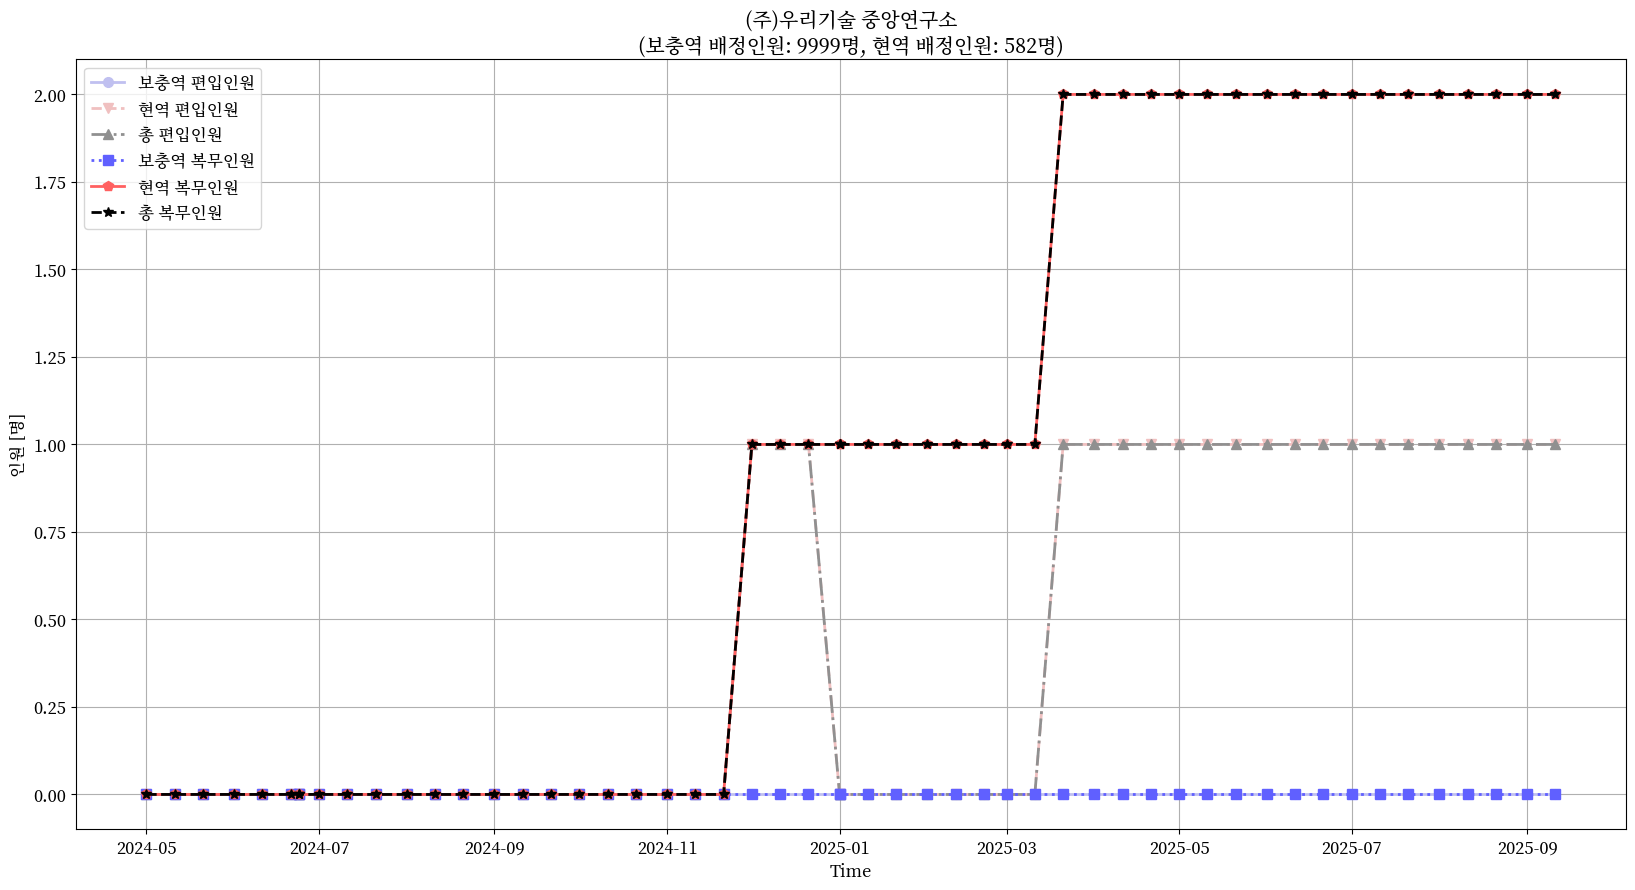 (주)우리기술 중앙연구소
(보충역 배정인원: 9999명, 현역 배정인원: 582명)
보충역 편입인원
현역 편입인원
총 편입인원
보충역 복무인원
현역 복무인원
총 복무인원
2.00
1.75
1.50
1.25
1.00
0.75
0.50
0.25
0.00
인원 [명]
2024-05 2024-07 2024-09 2024-11 2025-01 2025-03 2025-05 2025-07 2025-09
Time